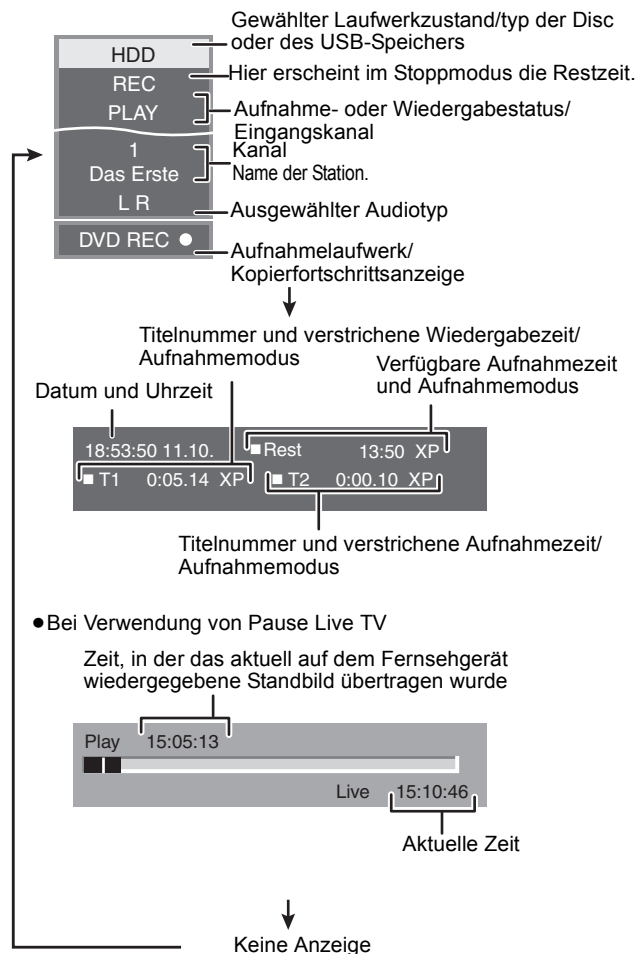 Gewählter Laufwerkzustand/typ der Disc
oder des USB-Speichers
HDD
Hier erscheint im Stoppmodus die Restzeit.
REC
PLAY
Aufnahme- oder Wiedergabestatus/
Eingangskanal
1
Das Erste
Kanal
Name der Station.
L R
Ausgewählter Audiotyp
DVD REC ●
Aufnahmelaufwerk/
Kopierfortschrittsanzeige
Titelnummer und verstrichene Wiedergabezeit/
Aufnahmemodus
Verfügbare Aufnahmezeit
und Aufnahmemodus
Datum und Uhrzeit
18:53:50 11.10.
■ Rest 13:50 XP
■ T1 0:05.14 XP
■ T2 0:00.10 XP
Titelnummer und verstrichene Aufnahmezeit/
Aufnahmemodus
●Bei Verwendung von Pause Live TV
Zeit, in der das aktuell auf dem Fernsehgerät
wiedergegebene Standbild übertragen wurde
Play 15:05:13
Live 15:10:46
Aktuelle Zeit
Keine Anzeige